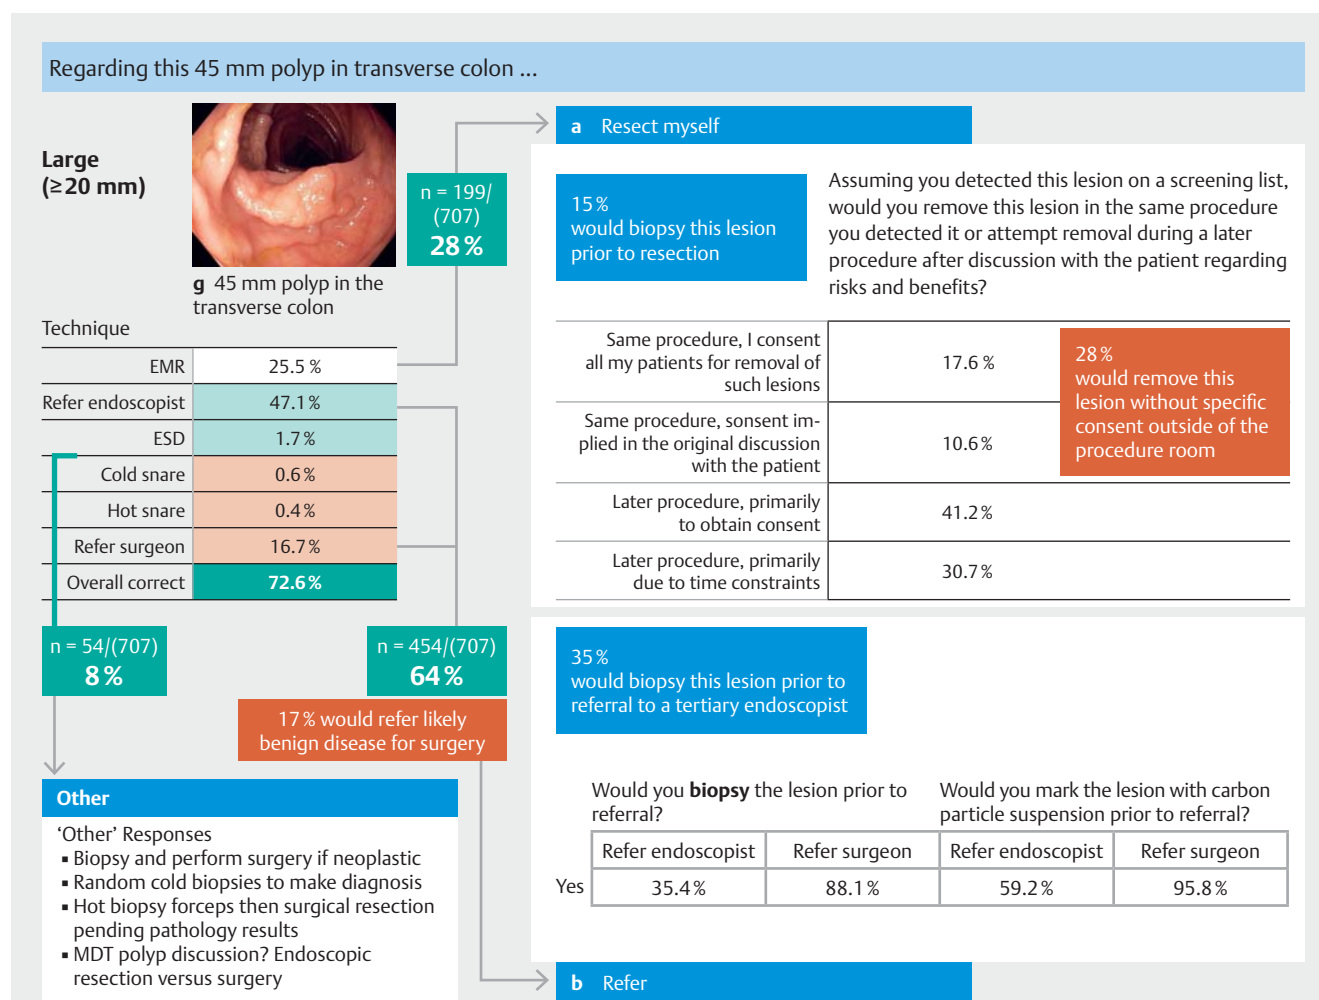 Regarding this 45 mm polyp in transverse colon ...
Large
(≥20 mm)
g 45 mm polyp in the
transverse colon
n = 199/
(707)
28 %
Technique
EMR 25.5 %
Refer endoscopist 47.1 %
ESD 1.7 %
Cold snare 0.6 %
Hot snare 0.4 %
Refer surgeon 16.7 %
Overall correct 72.6 %
n = 54/(707)
8 %
n = 454/(707)
64 %
17 % would refer likely
benign disease for surgery
Other
‘Other’ Responses
▪ Biopsy and perform surgery if neoplastic
▪ Random cold biopsies to make diagnosis
▪ Hot biopsy forceps then surgical resection
pending pathology results
▪ MDT polyp discussion? Endoscopic
resection versus surgery
a Resect myself
15 %
would biopsy this lesion
prior to resection
Assuming you detected this lesion on a screening list,
would you remove this lesion in the same procedure
you detected it or attempt removal during a later
procedure after discussion with the patient regarding
risks and benefits?
Same procedure, I consent
all my patients for removal of
such lesions
17.6 %
Same procedure, sonsent im-
plied in the original discussion
with the patient
10.6 %
28 %
would remove this
lesion without specific
consent outside of the
procedure room
Later procedure, primarily
to obtain consent
41.2 %
Later procedure, primarily
due to time constraints
30.7 %
35 %
would biopsy this lesion prior to
referral to a tertiary endoscopist
Would you biopsy the lesion prior to
referral?
Would you mark the lesion with carbon
particle suspension prior to referral?
Refer endoscopist Refer surgeon Refer endoscopist Refer surgeon
Yes 35.4 % 88.1 % 59.2 % 95.8 %
b Refer